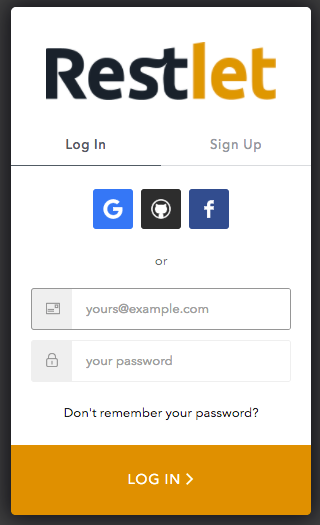 Restlet
Log In
Sign Up
or
yours@example.com
your password
Don't remember your password?
LOG IN